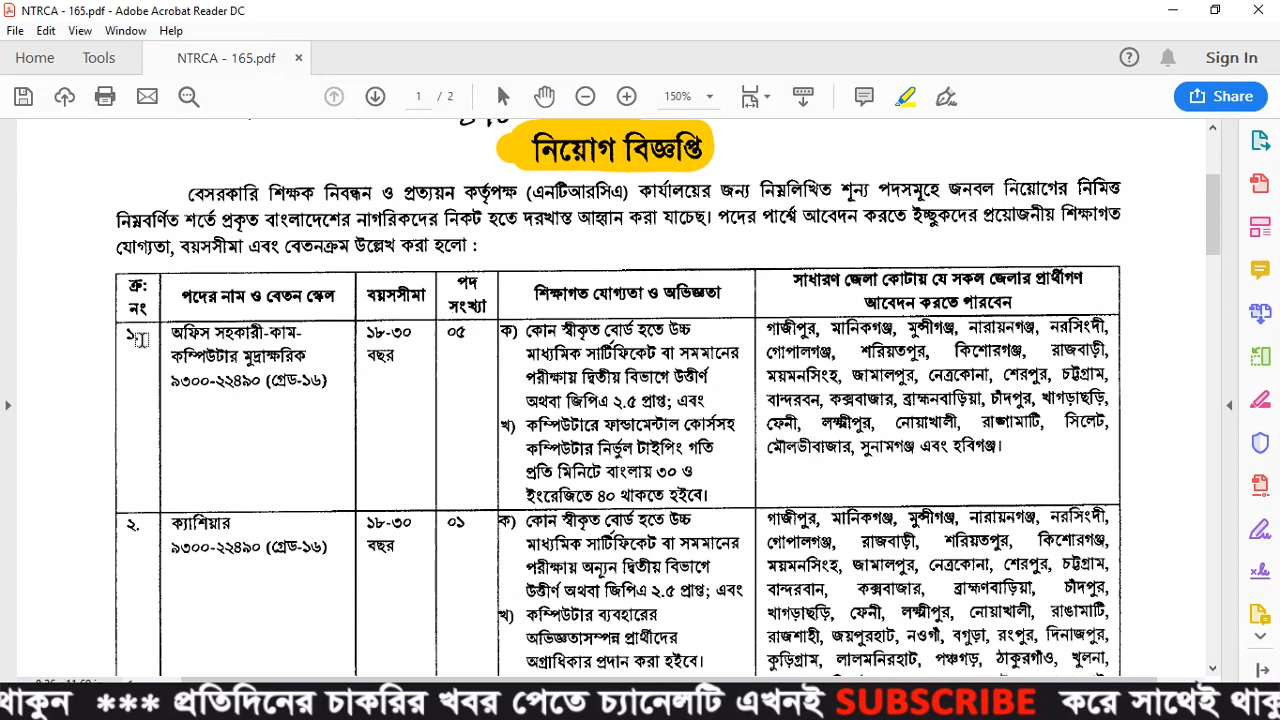 NTRCA - 165.pdf - Adobe Acrobat Reader DC
File Edit View Window Help
Home Tools NTRCA - 165.pdf × Sign In
1 / 2 150% Share
নিয়োগ বিজ্ঞপ্তি
বেসরকারি শিক্ষক নিবন্ধন ও প্রত্যয়ন কর্তৃপক্ষ (এনটিআরসিএ) কার্যালয়ের জন্য নিম্নলিখিত শূন্য পদসমূহে জনবল নিয়োগের নিমিত্ত
নিম্নবর্ণিত শর্তে প্রকৃত বাংলাদেশের নাগরিকদের নিকট হতে দরখাস্ত আহ্বান করা যাচেছ। পদের পার্শ্বে আবেদন করতে ইচ্ছুকদের প্রয়োজনীয় শিক্ষাগত
যোগ্যতা, বয়সসীমা এবং বেতনক্রম উল্লেখ করা হলো :
ক্র: নং
পদের নাম ও বেতন স্কেল
বয়সসীমা
পদ সংখ্যা
শিক্ষাগত যোগ্যতা ও অভিজ্ঞতা
সাধারণ জেলা কোটায় যে সকল জেলার প্রার্থীগণ
আবেদন করতে পারবেন
১.
অফিস সহকারী-কাম-
কম্পিউটার মুদ্রাক্ষরিক
৯৩০০-২২৪৯০ (গ্রেড-১৬)
১৮-৩০
বছর
০৫
ক) কোন স্বীকৃত বোর্ড হতে উচ্চ
মাধ্যমিক সার্টিফিকেট বা সমমানের
পরীক্ষায় দ্বিতীয় বিভাগে উত্তীর্ণ
অথবা জিপিএ ২.৫ প্রাপ্ত; এবং
খ) কম্পিউটারে ফান্ডামেন্টাল কোর্সসহ
কম্পিউটার নির্ভুল টাইপিং গতি
প্রতি মিনিটে বাংলায় ৩০ ও
ইংরেজিতে ৪০ থাকতে হইবে।
গাজীপুর, মানিকগঞ্জ, মুন্সীগঞ্জ, নারায়নগঞ্জ, নরসিংদী,
গোপালগঞ্জ, শরিয়তপুর, কিশোরগঞ্জ, রাজবাড়ী,
ময়মনসিংহ, জামালপুর, নেত্রকোনা, শেরপুর, চট্টগ্রাম,
বান্দরবন, কক্সবাজার, ব্রাহ্মনবাড়িয়া, চাঁদপুর, খাগড়াছড়ি,
ফেনী, লক্ষ্মীপুর, নোয়াখালী, রাঙ্গামাটি, সিলেট,
মৌলভীবাজার, সুনামগঞ্জ এবং হবিগঞ্জ।
২.
ক্যাশিয়ার
৯৩০০-২২৪৯০ (গ্রেড-১৬)
১৮-৩০
বছর
০১
ক) কোন স্বীকৃত বোর্ড হতে উচ্চ
মাধ্যমিক সার্টিফিকেট বা সমমানের
পরীক্ষায় অন্যূন দ্বিতীয় বিভাগে
উত্তীর্ণ অথবা জিপিএ ২.৫ প্রাপ্ত; এবং
খ) কম্পিউটার ব্যবহারের
অভিজ্ঞতাসম্পন্ন প্রার্থীদের
অগ্রাধিকার প্রদান করা হইবে।
গাজীপুর, মানিকগঞ্জ, মুন্সীগঞ্জ, নারায়নগঞ্জ, নরসিংদী,
গোপালগঞ্জ, রাজবাড়ী, শরিয়তপুর, কিশোরগঞ্জ,
ময়মনসিংহ, জামালপুর, নেত্রকোনা, শেরপুর, চট্টগ্রাম,
বান্দরবান, কক্সবাজার, ব্রাহ্মণবাড়িয়া, চাঁদপুর,
খাগড়াছড়ি, ফেনী, লক্ষ্মীপুর, নোয়াখালী, রাঙামাটি,
রাজশাহী, জয়পুরহাট, নওগাঁ, বগুড়া, রংপুর, দিনাজপুর,
কুড়িগ্রাম, লালমনিরহাট, পঞ্চগড়, ঠাকুরগাঁও, খুলনা,
থাকুন *** প্রতিদিনের চাকরির খবর পেতে চ্যানেলটি এখনই SUBSCRIBE করে সাথেই